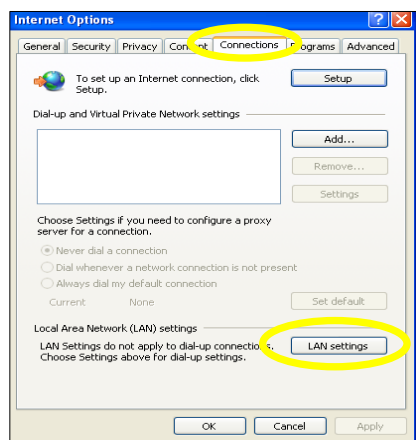 Internet Options
General Security Privacy Content Connections Programs Advanced
To set up an Internet connection, click
Setup.
Setup
Dial-up and Virtual Private Network settings
Add...
Remove...
Settings
Choose Settings if you need to configure a proxy
server for a connection.
Never dial a connection
Dial whenever a network connection is not present
Always dial my default connection
Current None
Set default
Local Area Network (LAN) settings
LAN Settings do not apply to dial-up connections.
Choose Settings above for dial-up settings.
LAN settings
OK Cancel Apply